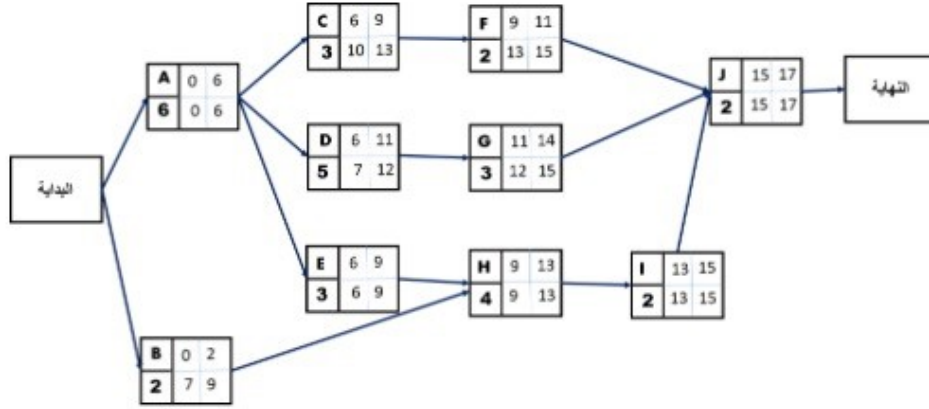 البداية
A 0 6
6 0 6
B 0 2
2 7 9
C 6 9
3 10 13
D 6 11
5 7 12
E 6 9
3 6 9
F 9 11
2 13 15
G 11 14
3 12 15
H 9 13
4 9 13
I 13 15
2 13 15
J 15 17
2 15 17
النهاية